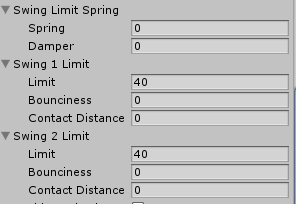 Swing Limit Spring
Spring 0
Damper 0
Swing 1 Limit
Limit 40
Bounciness 0
Contact Distance 0
Swing 2 Limit
Limit 40
Bounciness 0
Contact Distance 0